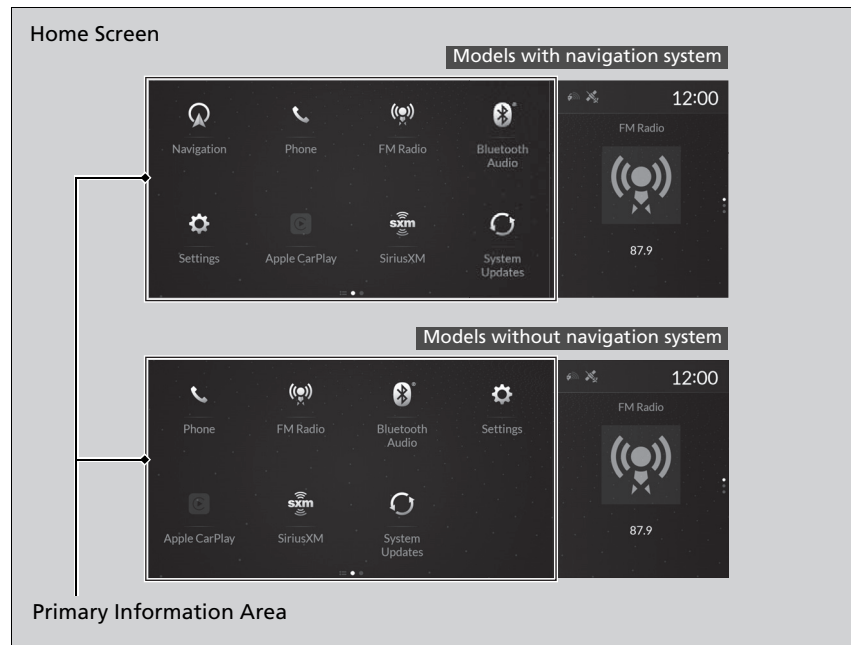 Home Screen
Models with navigation system
12:00
Navigation
Phone
FM Radio
Bluetooth
Audio
FM Radio
Settings
Apple CarPlay
sxm
SiriusXM
System
Updates
87.9
Models without navigation system
12:00
Phone
FM Radio
Bluetooth
Audio
Settings
FM Radio
Apple CarPlay
sxm
SiriusXM
System
Updates
87.9
Primary Information Area